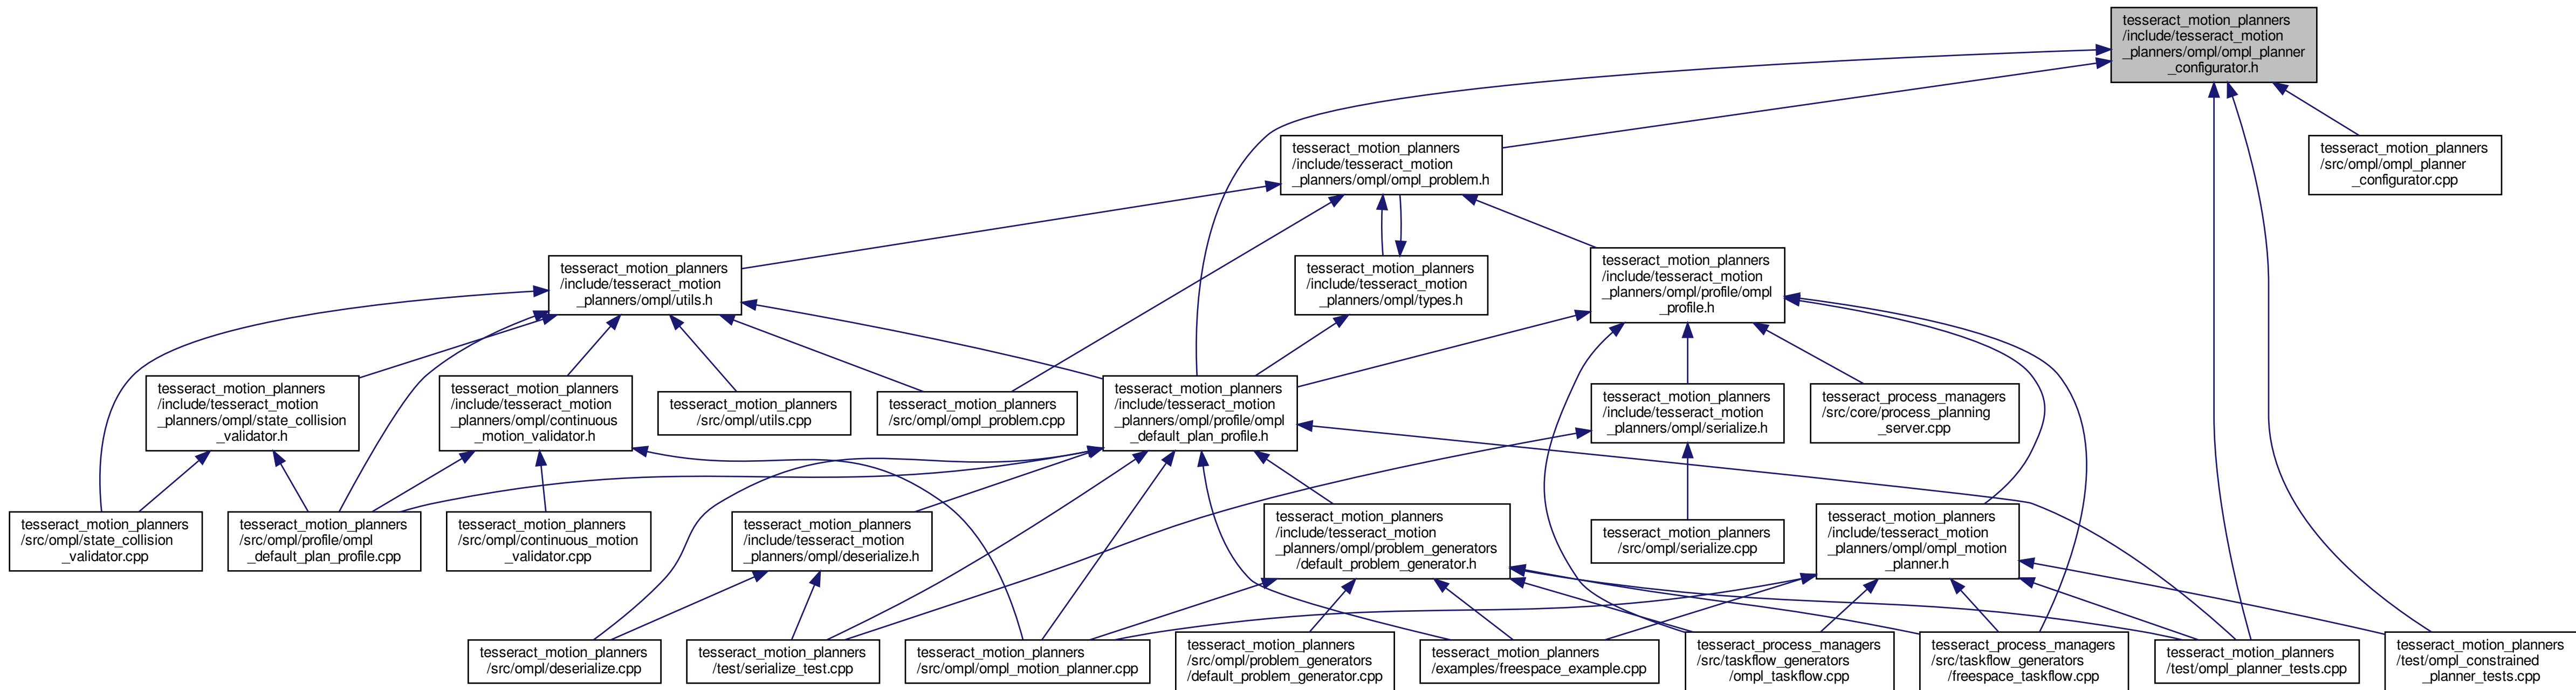 tesseract_motion_planners
/include/tesseract_motion
_planners/ompl/ompl_planner
_configurator.h
tesseract_motion_planners
/include/tesseract_motion
_planners/ompl/ompl_problem.h
tesseract_motion_planners
/src/ompl/ompl_planner
_configurator.cpp
tesseract_motion_planners
/include/tesseract_motion
_planners/ompl/utils.h
tesseract_motion_planners
/include/tesseract_motion
_planners/ompl/types.h
tesseract_motion_planners
/include/tesseract_motion
_planners/ompl/profile/ompl
_profile.h
tesseract_motion_planners
/include/tesseract_motion
_planners/ompl/state_collision
_validator.h
tesseract_motion_planners
/include/tesseract_motion
_planners/ompl/continuous
_motion_validator.h
tesseract_motion_planners
/src/ompl/utils.cpp
tesseract_motion_planners
/src/ompl/ompl_problem.cpp
tesseract_motion_planners
/include/tesseract_motion
_planners/ompl/profile/ompl
_default_plan_profile.h
tesseract_motion_planners
/include/tesseract_motion
_planners/ompl/serialize.h
tesseract_process_managers
/src/core/process_planning
_server.cpp
tesseract_motion_planners
/src/ompl/state_collision
_validator.cpp
tesseract_motion_planners
/src/ompl/profile/ompl
_default_plan_profile.cpp
tesseract_motion_planners
/src/ompl/continuous_motion
_validator.cpp
tesseract_motion_planners
/include/tesseract_motion
_planners/ompl/deserialize.h
tesseract_motion_planners
/include/tesseract_motion
_planners/ompl/problem_generators
/default_problem_generator.h
tesseract_motion_planners
/src/ompl/serialize.cpp
tesseract_motion_planners
/include/tesseract_motion
_planners/ompl/ompl_motion
_planner.h
tesseract_motion_planners
/src/ompl/deserialize.cpp
tesseract_motion_planners
/test/serialize_test.cpp
tesseract_motion_planners
/src/ompl/ompl_motion_planner.cpp
tesseract_motion_planners
/src/ompl/problem_generators
/default_problem_generator.cpp
tesseract_motion_planners
/examples/freespace_example.cpp
tesseract_process_managers
/src/taskflow_generators
/ompl_taskflow.cpp
tesseract_process_managers
/src/taskflow_generators
/freespace_taskflow.cpp
tesseract_motion_planners
/test/ompl_planner_tests.cpp
tesseract_motion_planners
/test/ompl_constrained
_planner_tests.cpp